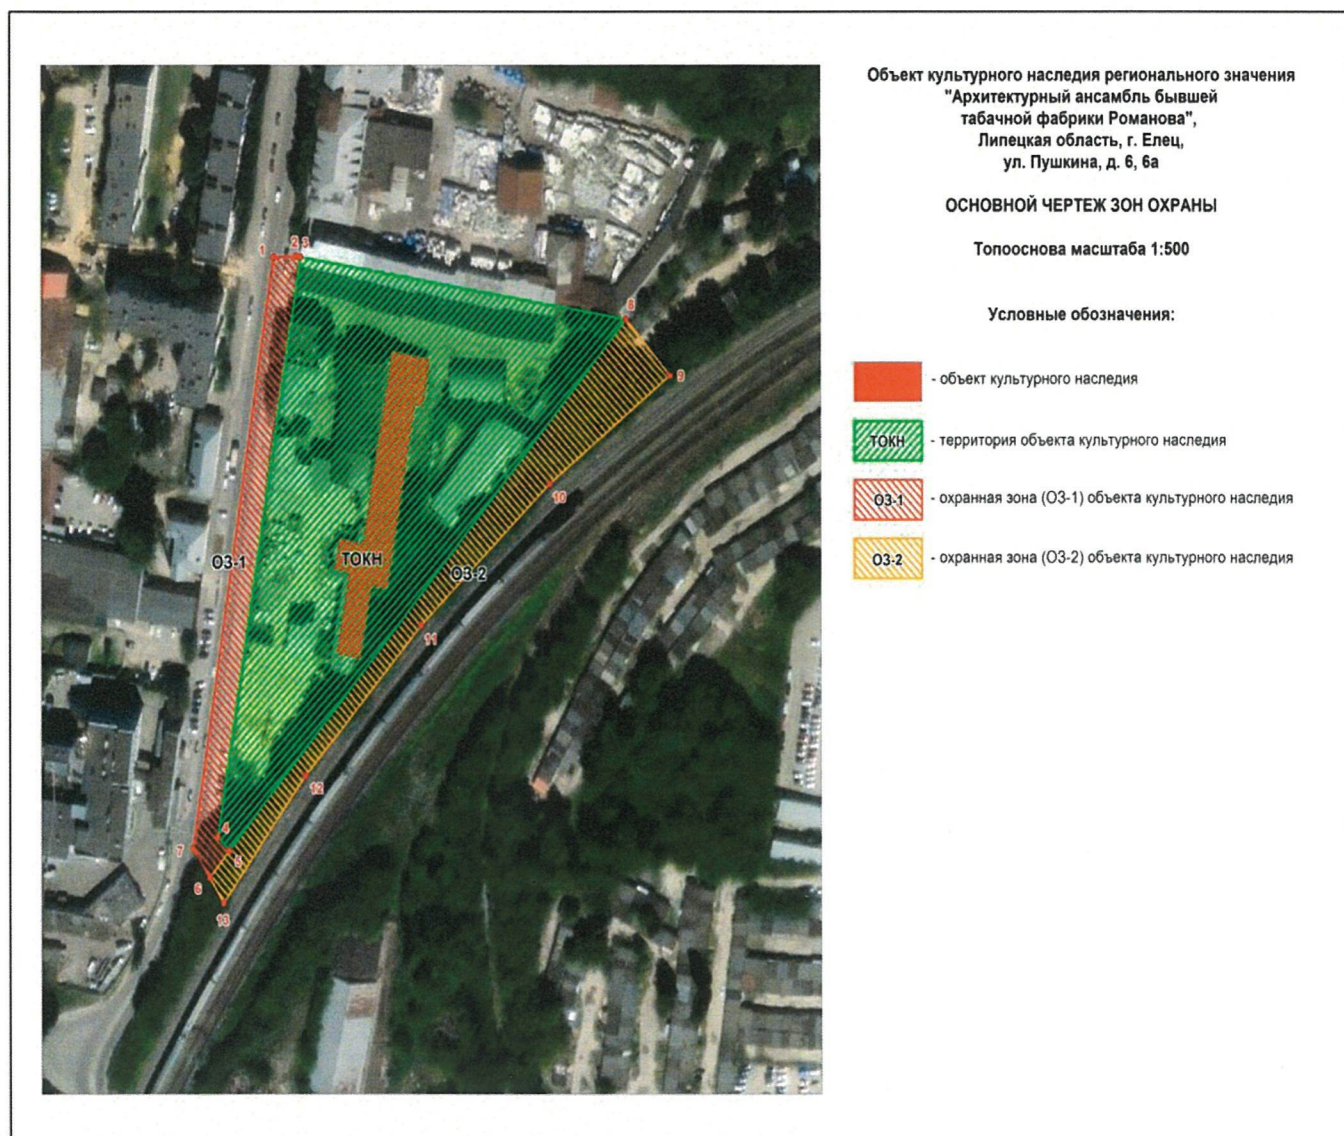 Объект культурного наследия регионального значения
"Архитектурный ансамбль бывшей
табачной фабрики Романова",
Липецкая область, г. Елец,
ул. Пушкина, д. 6, 6а
ОСНОВНОЙ ЧЕРТЕЖ ЗОН ОХРАНЫ
Топооснова масштаба 1:500
Условные обозначения:
- объект культурного наследия
ТОКН - территория объекта культурного наследия
ОЗ-1 - охранная зона (ОЗ-1) объекта культурного наследия
ОЗ-2 - охранная зона (ОЗ-2) объекта культурного наследия
1 2 3
8
9
10
ОЗ-1 ТОКН ОЗ-2
11
12
4
7 5
6
13